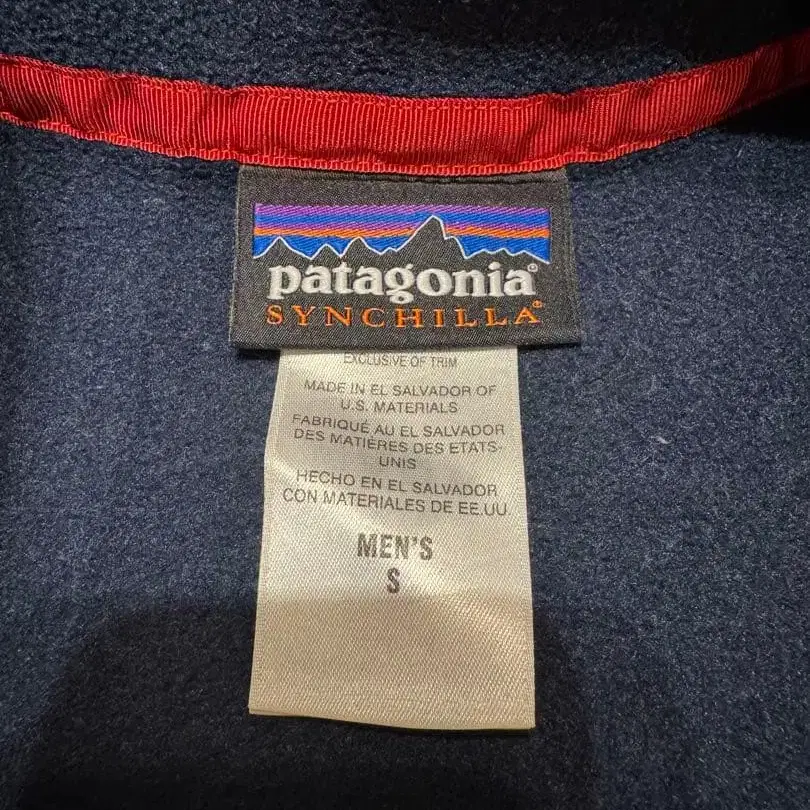 patagonia®
SYNCHILLA®
EXCLUSIVE OF TRIM
MADE IN EL SALVADOR OF
U.S. MATERIALS
FABRIQUÉ AU EL SALVADOR
DES MATIÈRES DES ETATS-
UNIS
HECHO EN EL SALVADOR
CON MATERIALES DE EE.UU
MEN'S
S